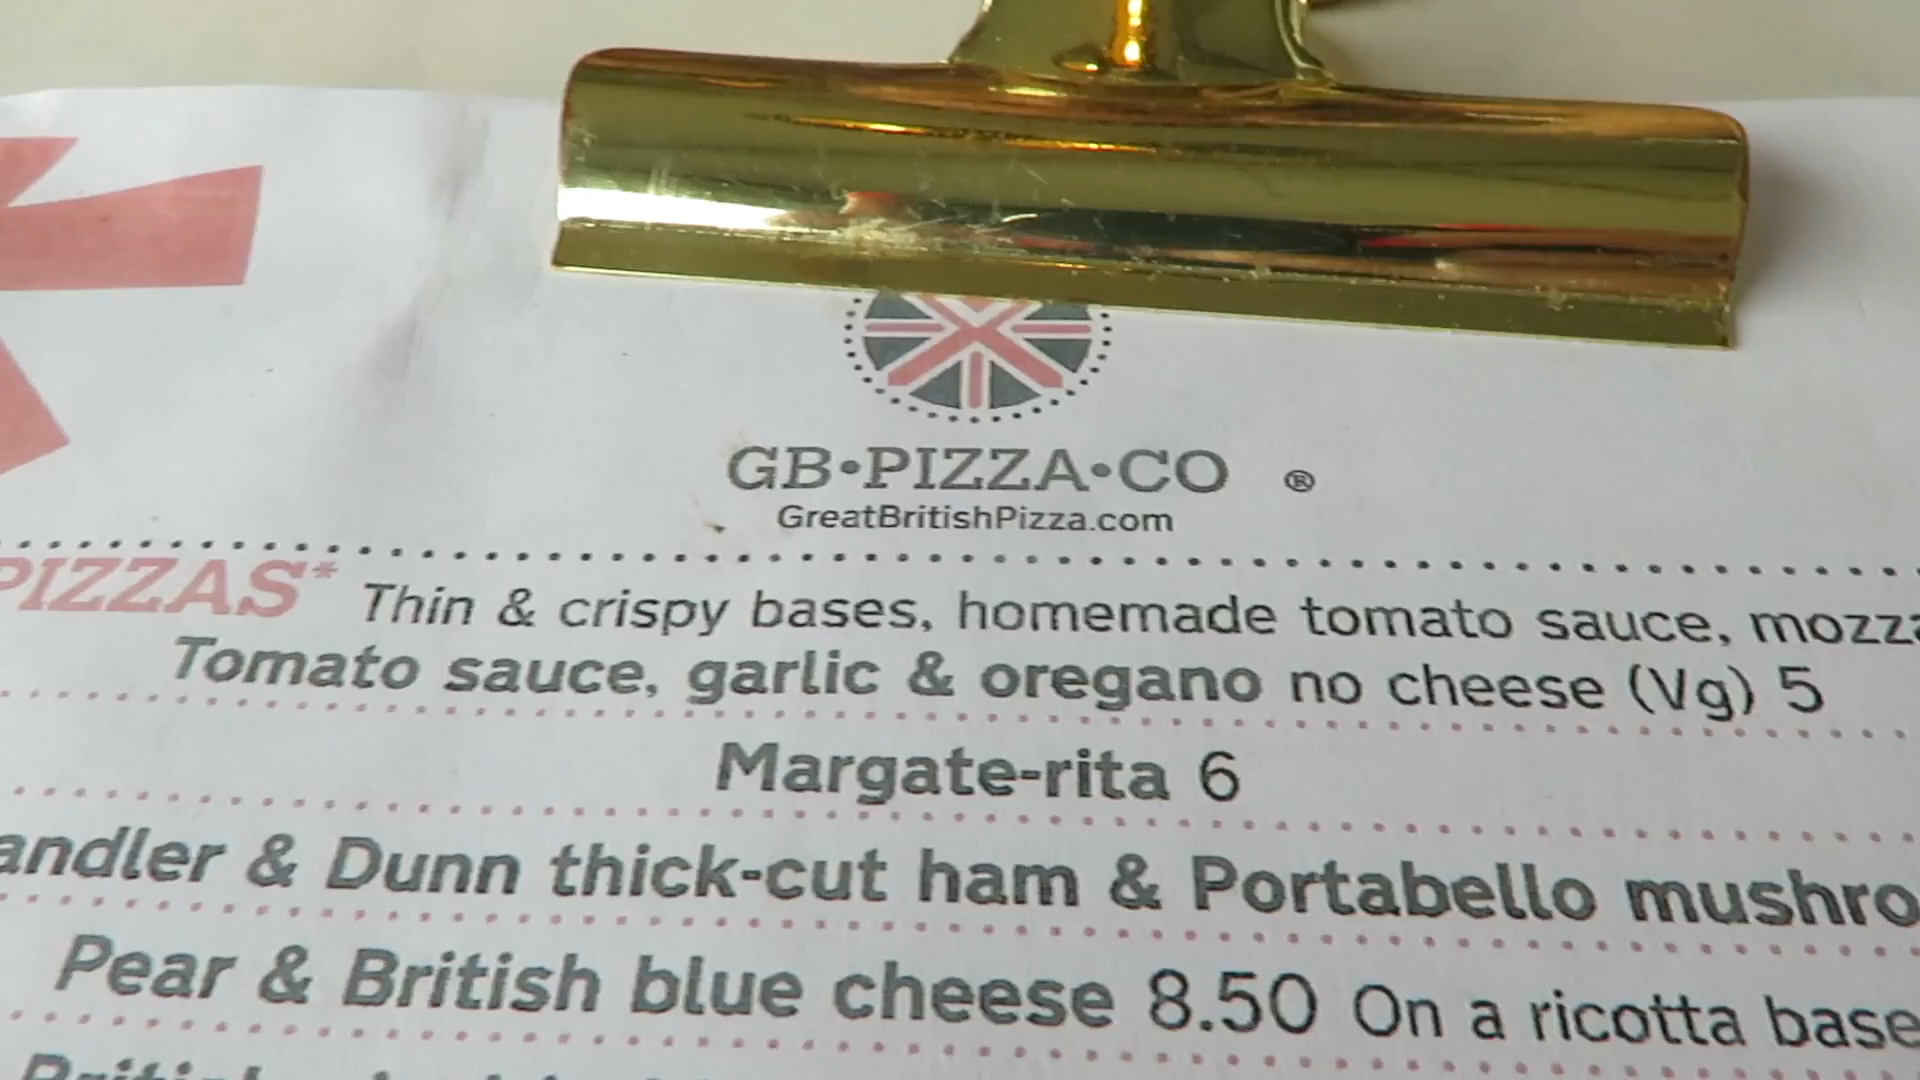 GB•PIZZA•CO ®
GreatBritishPizza.com
PIZZAS* Thin & crispy bases, homemade tomato sauce,
Tomato sauce, garlic & oregano no cheese (Vg) 5
Margate-rita 6
& Dunn thick-cut ham & Portabello
Pear & British blue cheese 8.50 On a ricotta base